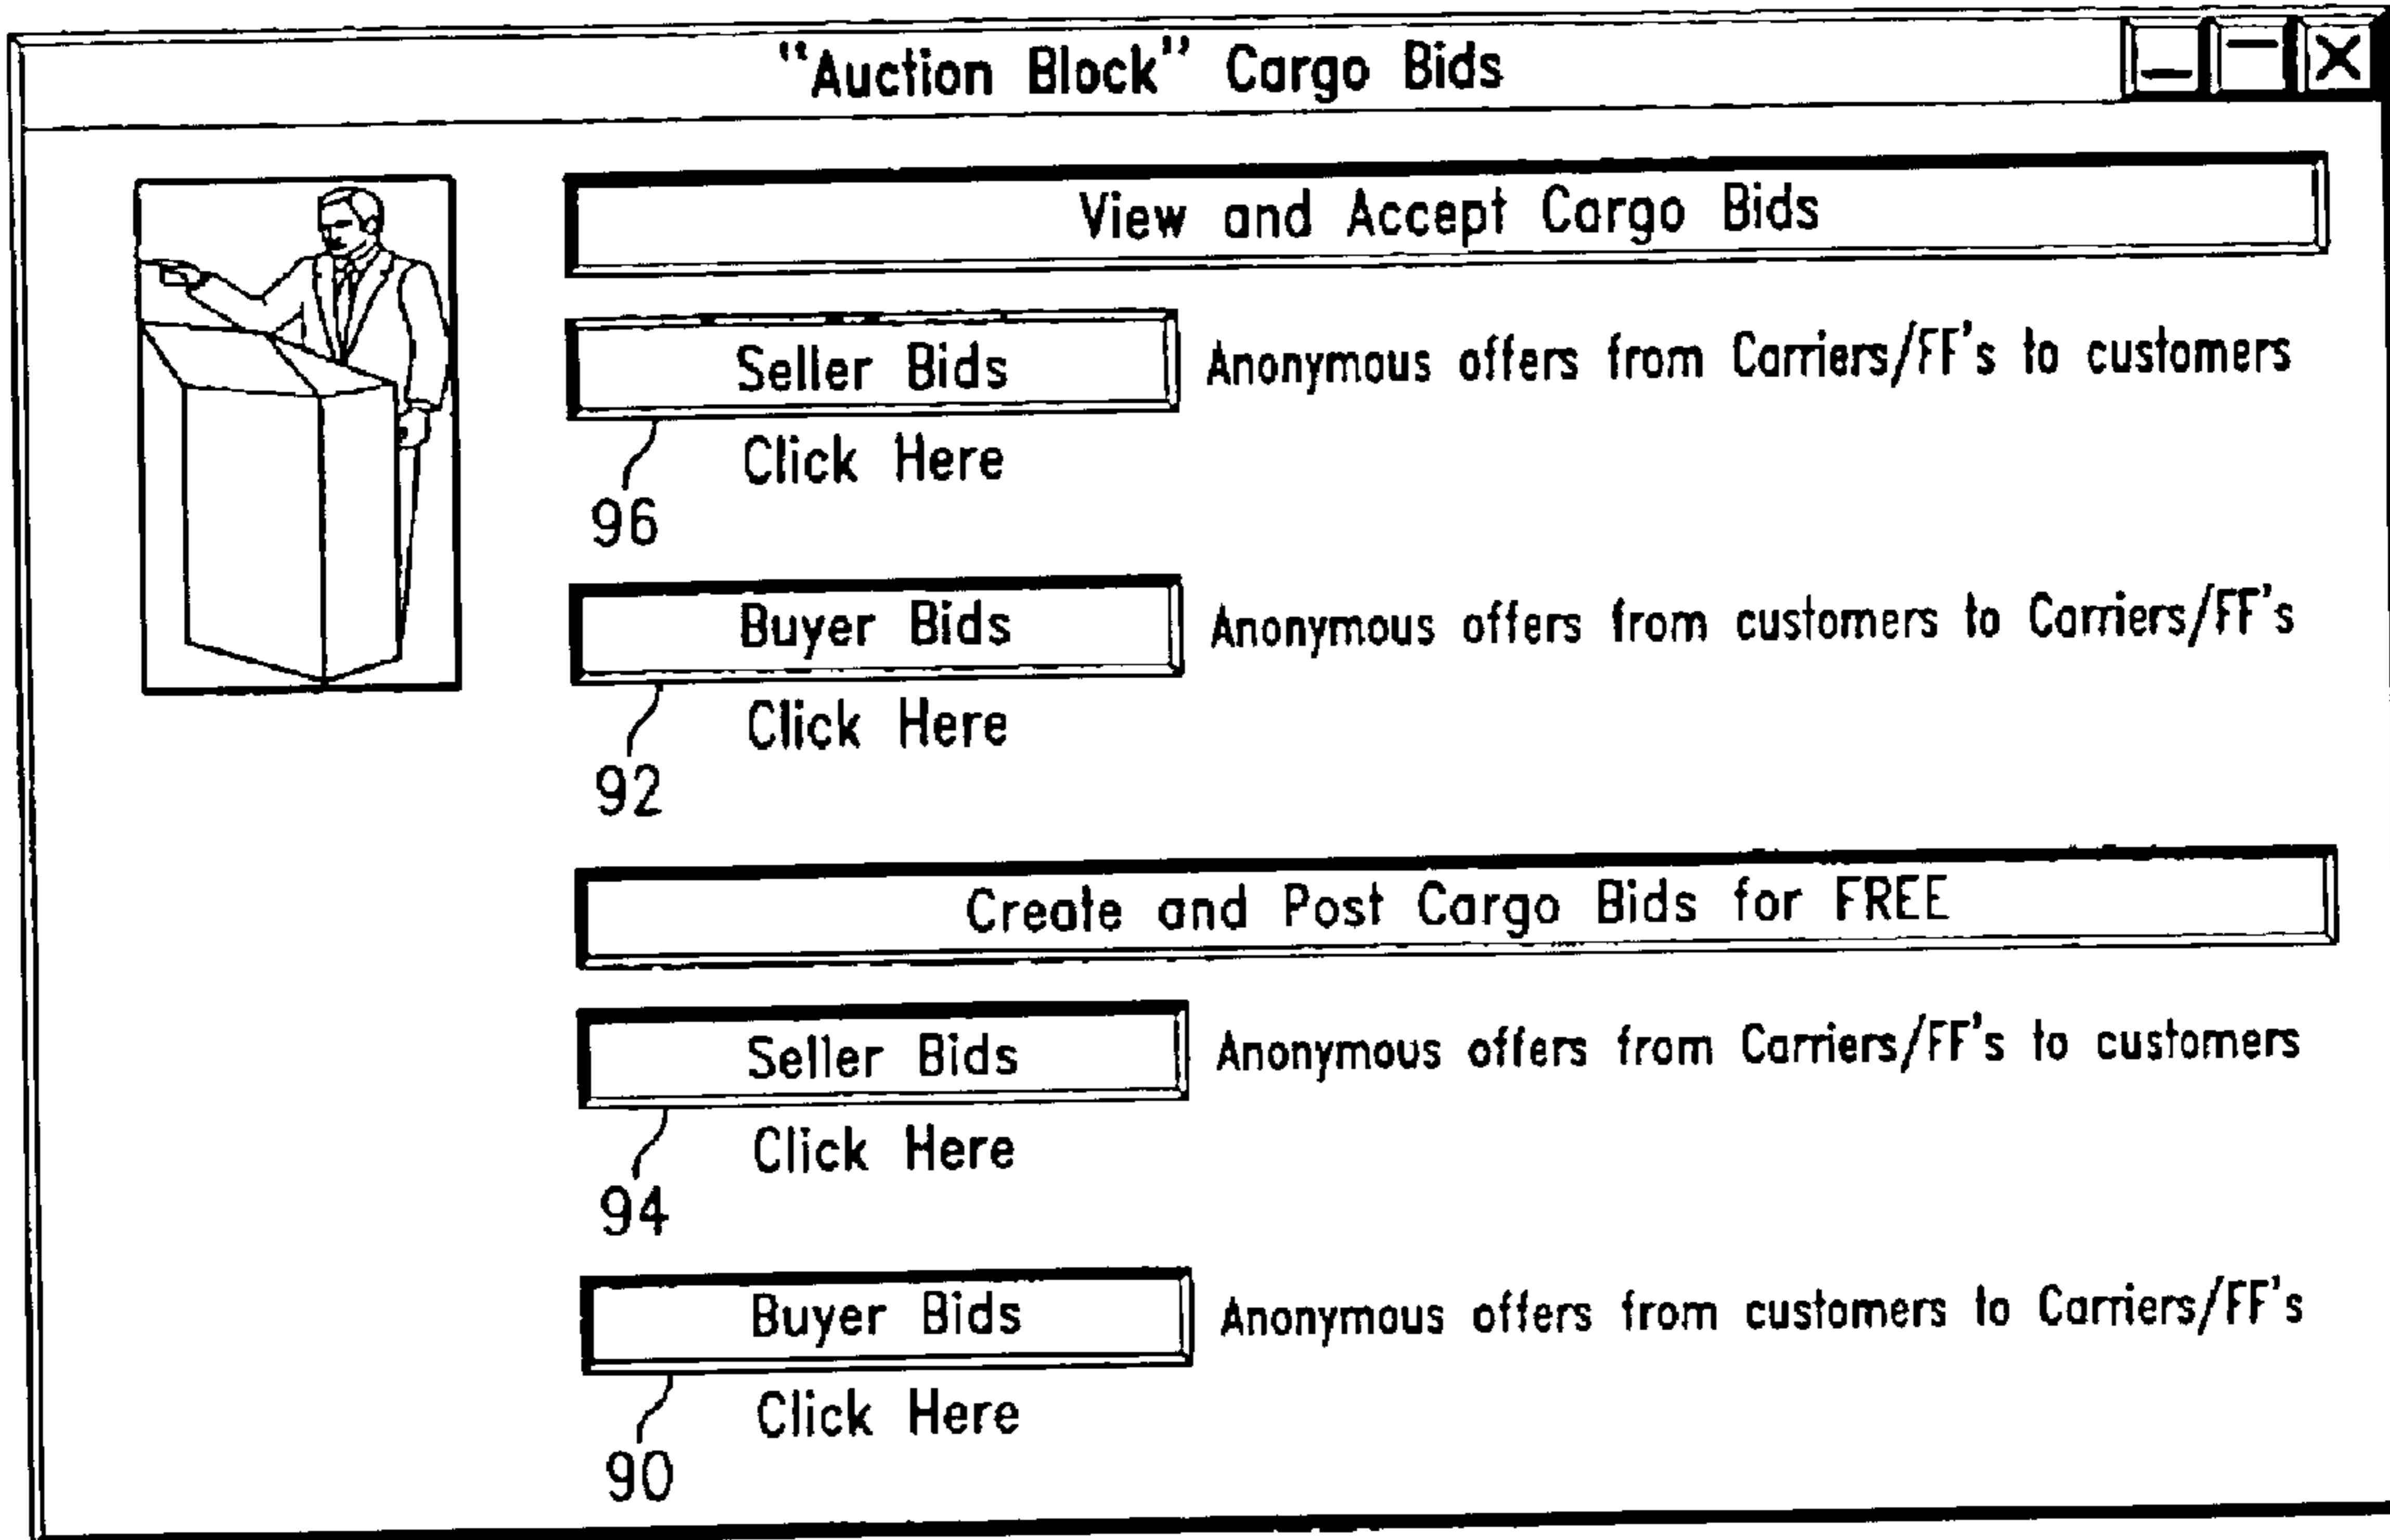 "Auction Block" Cargo Bids
View and Accept Cargo Bids
Seller Bids Anonymous offers from Carriers/FF's to customers
Click Here
96
Buyer Bids Anonymous offers from customers to Carriers/FF's
Click Here
92
Create and Post Cargo Bids for FREE
Seller Bids Anonymous offers from Carriers/FF's to customers
Click Here
94
Buyer Bids Anonymous offers from customers to Carriers/FF's
Click Here
90